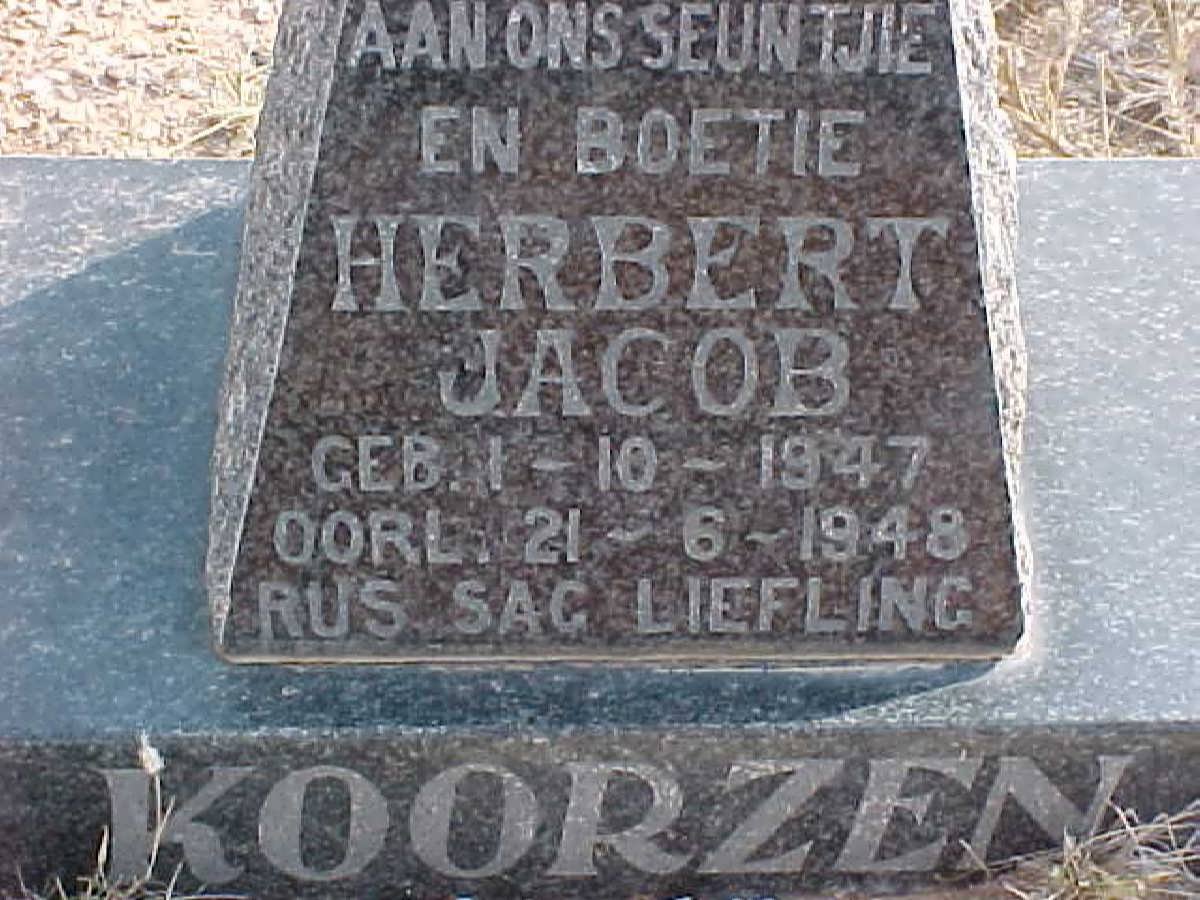 AAN ONS SEUNTJIE
EN BOETIE
HERBERT
JACOB
GEB. 1-10-1947
OORL. 21-6-1948
RUS SAG LIEFLING
KOORZEN